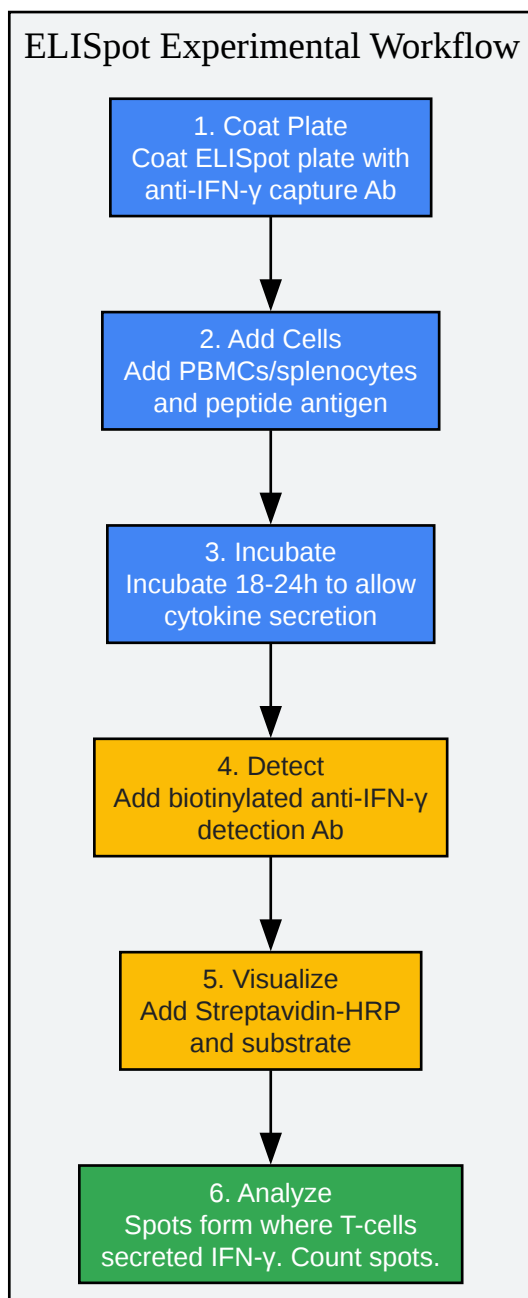 ELISpot Experimental Workflow
1. Coat Plate
Coat ELISpot plate with
anti-IFN-γ capture Ab
2. Add Cells
Add PBMCs/splenocytes
and peptide antigen
3. Incubate
Incubate 18-24h to allow
cytokine secretion
4. Detect
Add biotinylated anti-IFN-γ
detection Ab
5. Visualize
Add Streptavidin-HRP
and substrate
6. Analyze
Spots form where T-cells
secreted IFN-γ. Count spots.